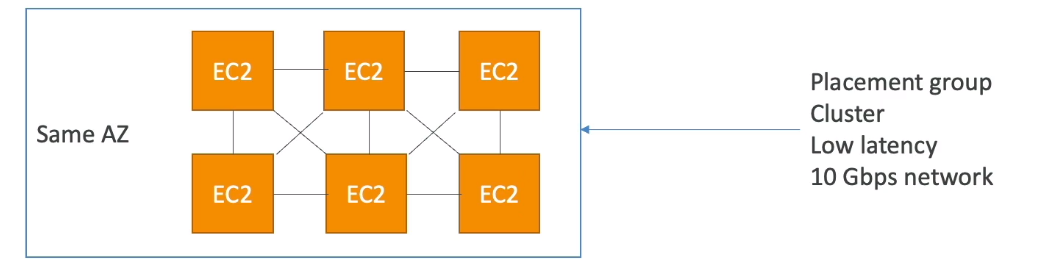 EC2 EC2 EC2
Same AZ
EC2 EC2 EC2
Placement group
Cluster
Low latency
10 Gbps network